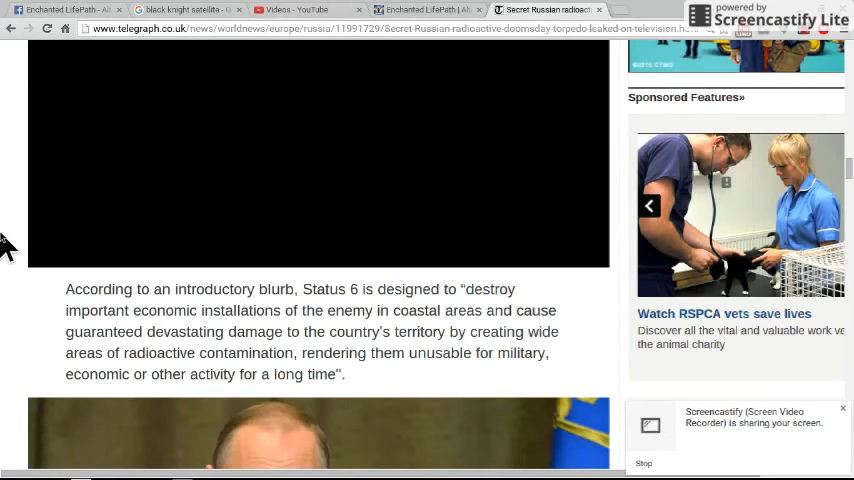 Enchanted LifePath - Alt
black knight satellite - G
Videos - YouTube
Enchanted LifePath | Alt
Secret Russian radioact
powered by
Screencastify Lite
www.telegraph.co.uk/news/worldnews/europe/russia/11991729/Secret-Russian-radioactive-doomsday-torpedo-leaked-on-television.h
Sponsored Features»
According to an introductory blurb, Status 6 is designed to “destroy
important economic installations of the enemy in coastal areas and cause
guaranteed devastating damage to the country's territory by creating wide
areas of radioactive contamination, rendering them unusable for military,
economic or other activity for a long time".
Watch RSPCA vets save lives
Discover all the vital and valuable work
the animal charity
Screencastify (Screen Video
Recorder) is sharing your screen.
Stop